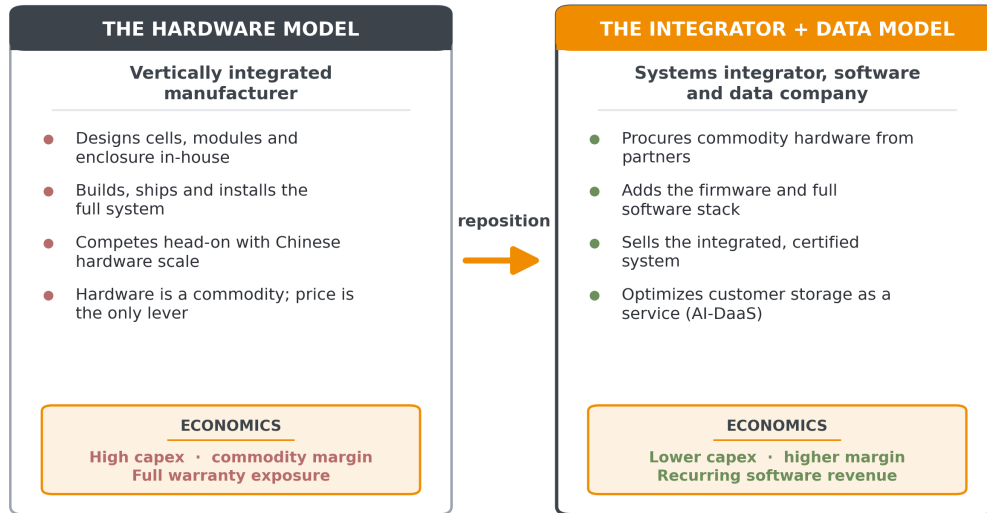 THE HARDWARE MODEL
Vertically integrated
manufacturer
Designs cells, modules and
enclosure in-house
Builds, ships and installs the
full system
Competes head-on with Chinese
hardware scale
Hardware is a commodity; price is
the only lever
ECONOMICS
High capex · commodity margin
Full warranty exposure
reposition
THE INTEGRATOR + DATA MODEL
Systems integrator, software
and data company
Procures commodity hardware from
partners
Adds the firmware and full
software stack
Sells the integrated, certified
system
Optimizes customer storage as a
service (AI-DaaS)
ECONOMICS
Lower capex · higher margin
Recurring software revenue